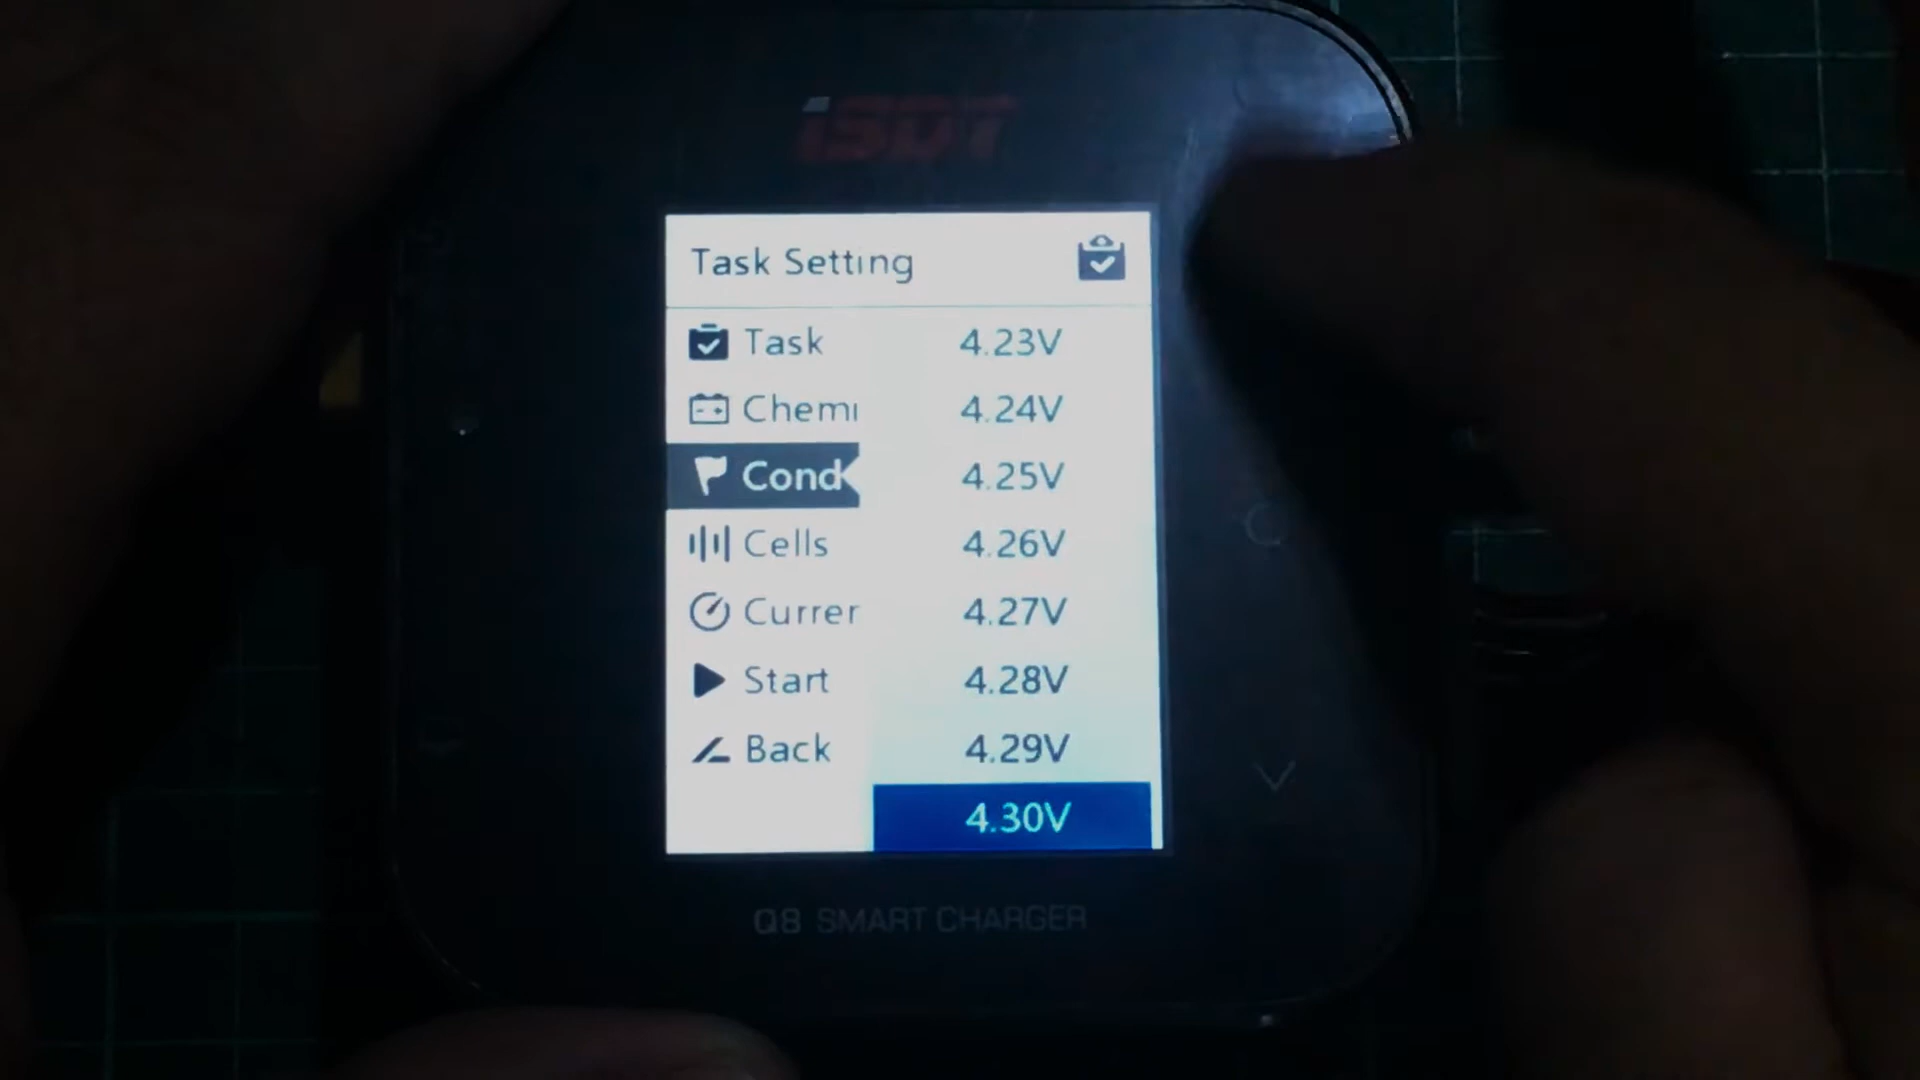 iSDT
Task Setting
Task 4.23V
Chemi 4.24V
Cond 4.25V
Cells 4.26V
Currer 4.27V
Start 4.28V
Back 4.29V
4.30V
Q8 SMART CHARGER